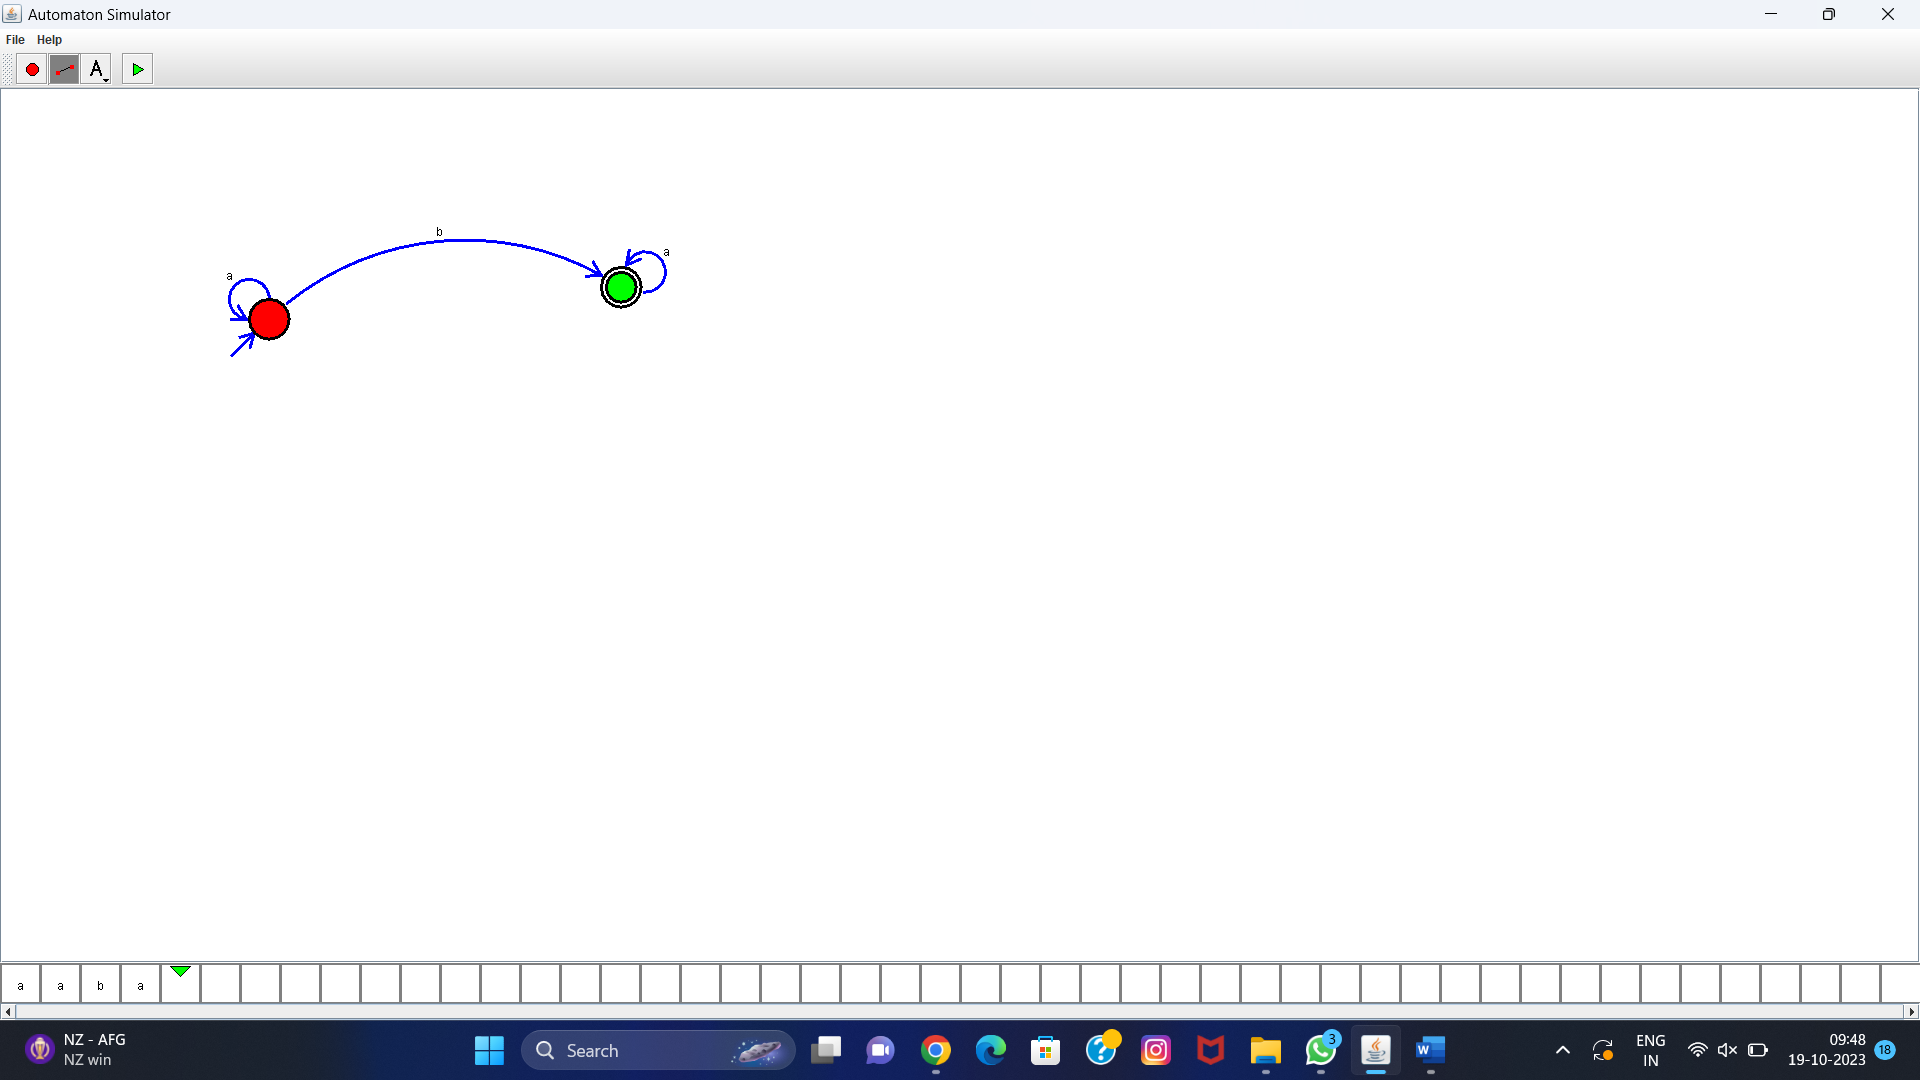 Automaton Simulator
File Help
A
b
a
a
a a b a
NZ - AFG
NZ win
Search
3
W
ENG
IN
09:48
19-10-2023
18